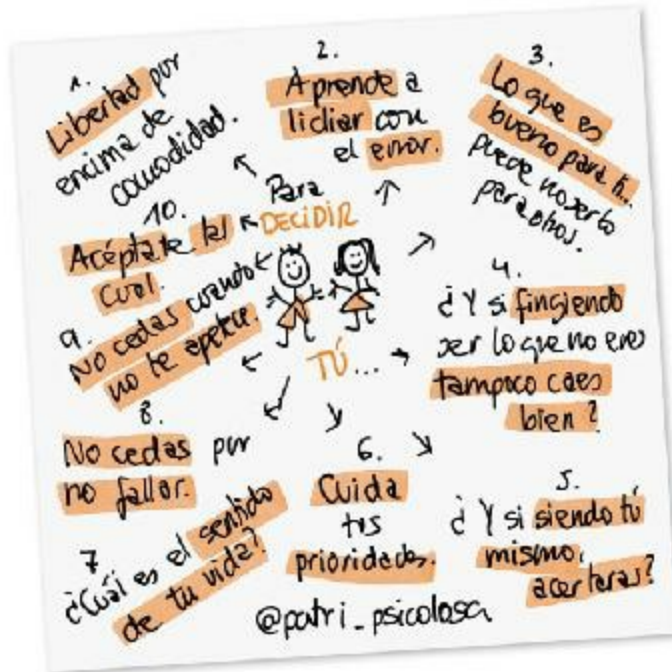 Para
DECIDIR
TÚ...
1.
Libertad por
encima de
comodidad.
2.
Aprende a
lidiar con
el error.
3.
Lo que es
bueno para ti...
puede no serlo
para otros.
4.
¿Y si fingiendo
ser lo que no eres
tampoco caes
bien?
5.
¿Y si siendo tú
mismo,
acertaras?
6.
Cuida
tus
prioridades.
7
¿Cuál es el sentido
de tu vida?
8.
No cedas por
no fallar.
9.
No cedas cuando
no te apetece.
10.
Acéptate tal
cual.
@patri_psicologa